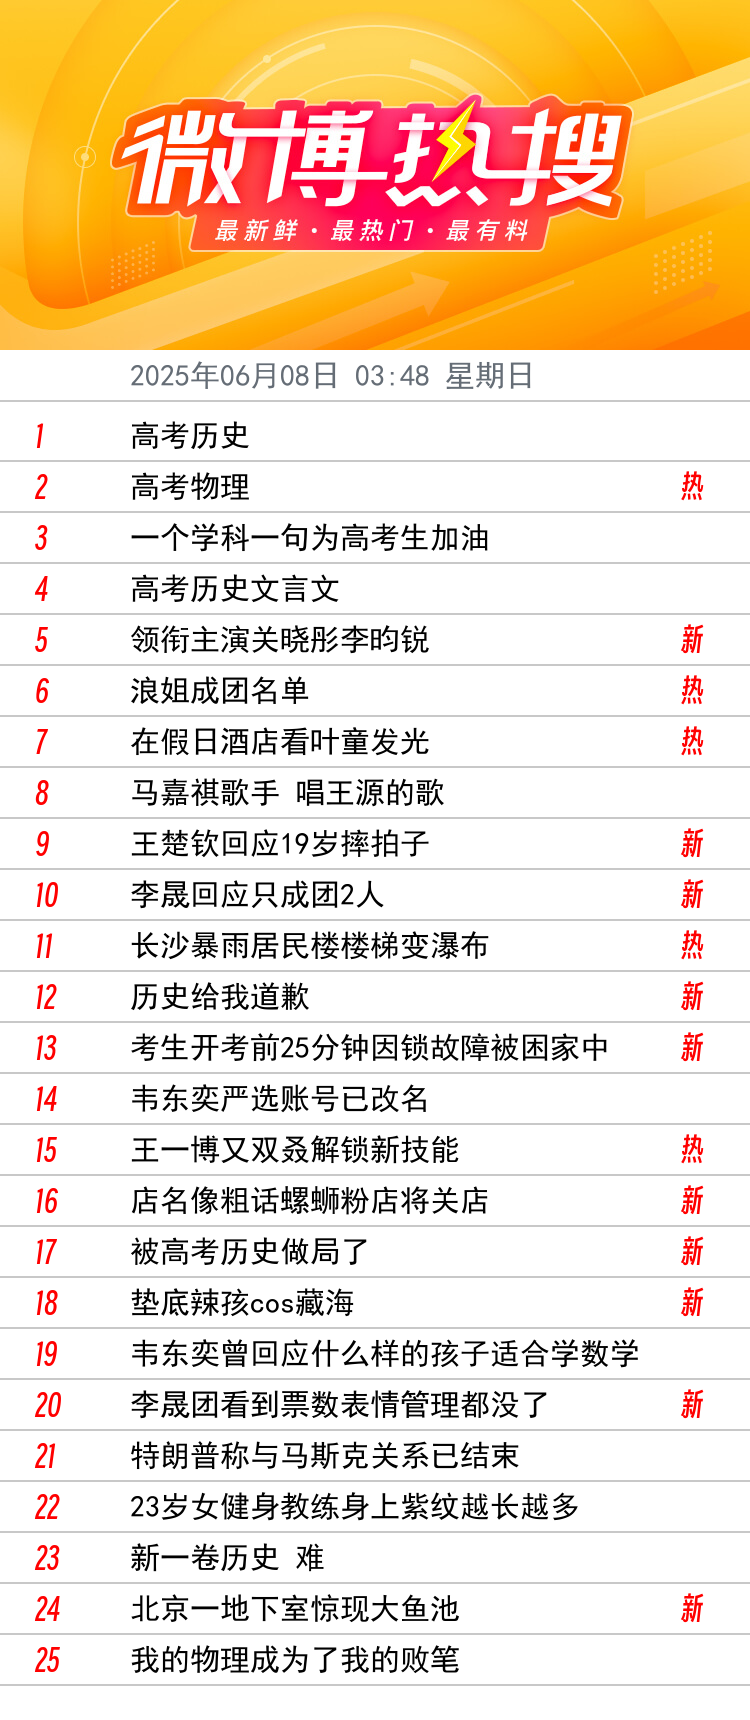 微博热搜
最新鲜·最热门·最有料
2025年06月08日 03:48 星期日
1 高考历史
2 高考物理 热
3 一个学科一句为高考生加油
4 高考历史文言文
5 领衔主演关晓彤李昀锐 新
6 浪姐成团名单 热
7 在假日酒店看叶童发光 热
8 马嘉祺歌手 唱王源的歌
9 王楚钦回应19岁摔拍子 新
10 李晟回应只成团2人 新
11 长沙暴雨居民楼楼梯变瀑布 热
12 历史给我道歉 新
13 考生开考前25分钟因锁故障被困家中 新
14 韦东奕严选账号已改名
15 王一博又双叒解锁新技能 热
16 店名像粗话螺蛳粉店将关店 新
17 被高考历史做局了 新
18 垫底辣孩cos藏海 新
19 韦东奕曾回应什么样的孩子适合学数学
20 李晟团看到票数表情管理都没了 新
21 特朗普称与马斯克关系已结束
22 23岁女健身教练身上紫纹越长越多
23 新一卷历史 难
24 北京一地下室惊现大鱼池 新
25 我的物理成为了我的败笔